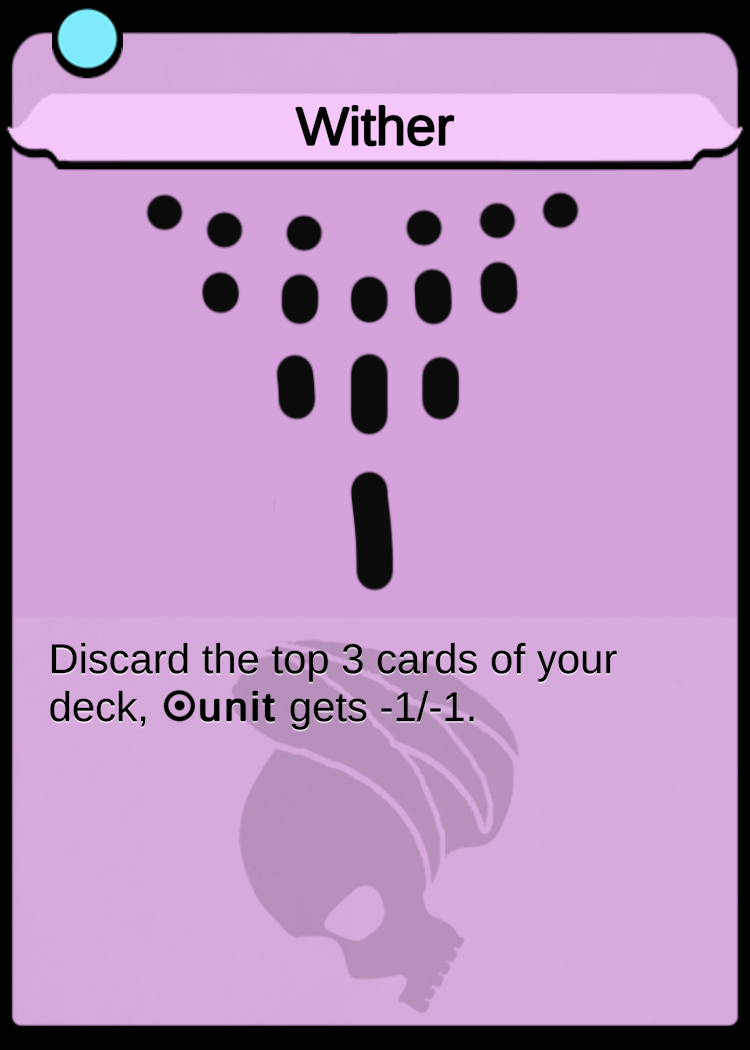 Wither
Discard the top 3 cards of your
deck, ⊙unit gets -1/-1.